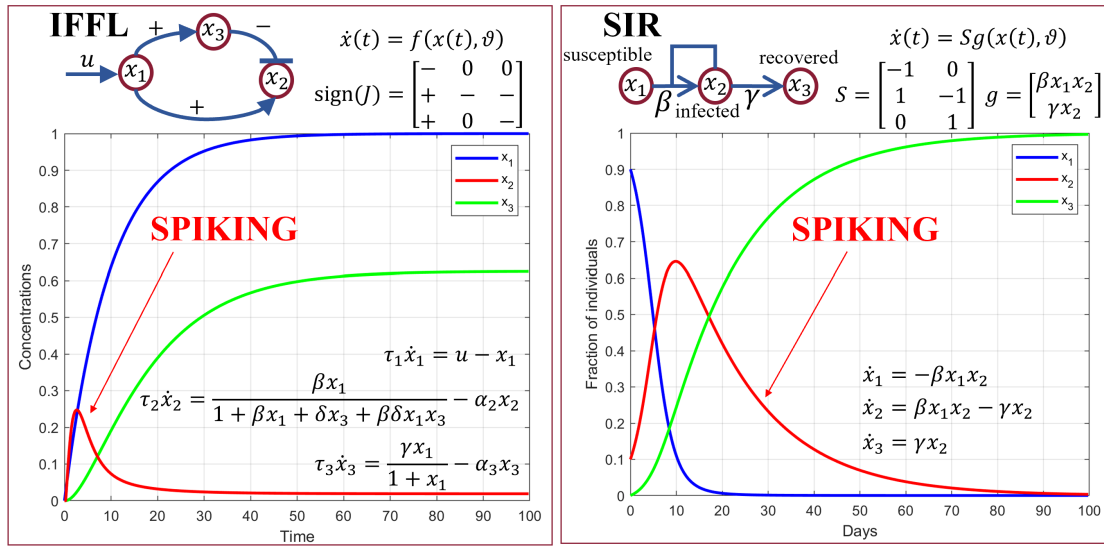 IFFL
+
x₃
−
u
x₁
x₂
+
ẋ(t) = f(x(t), ϑ)
sign(J) = [− 0 0
+ − −
+ 0 −]
x₁
x₂
x₃
SPIKING
τ₁ẋ₁ = u − x₁
τ₂ẋ₂ = βx₁ / (1 + βx₁ + δx₃ + βδx₁x₃) − α₂x₂
τ₃ẋ₃ = γx₁ / (1 + x₁) − α₃x₃
Concentrations
1
0.9
0.8
0.7
0.6
0.5
0.4
0.3
0.2
0.1
0
0 10 20 30 40 50 60 70 80 90 100
Time
SIR
susceptible
x₁
β
x₂
infected
γ
recovered
x₃
ẋ(t) = Sg(x(t), ϑ)
S = [−1 0
1 −1
0 1]
g = [βx₁x₂
γx₂]
x₁
x₂
x₃
SPIKING
ẋ₁ = −βx₁x₂
ẋ₂ = βx₁x₂ − γx₂
ẋ₃ = γx₂
Fraction of individuals
1
0.9
0.8
0.7
0.6
0.5
0.4
0.3
0.2
0.1
0
0 10 20 30 40 50 60 70 80 90 100
Days